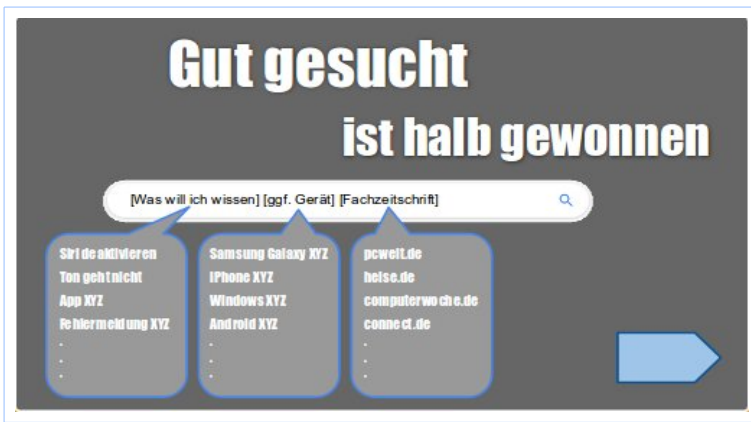 Gut gesucht
ist halb gewonnen
[Was will ich wissen] [ggf. Gerät] [Fachzeitschrift]
Siri deaktivieren
Ton geht nicht
App XYZ
Fehlermeldung XYZ
.
.
.
Samsung Galaxy XYZ
iPhone XYZ
Windows XYZ
Android XYZ
.
.
.
pcwelt.de
heise.de
computerwoche.de
connect.de
.
.
.